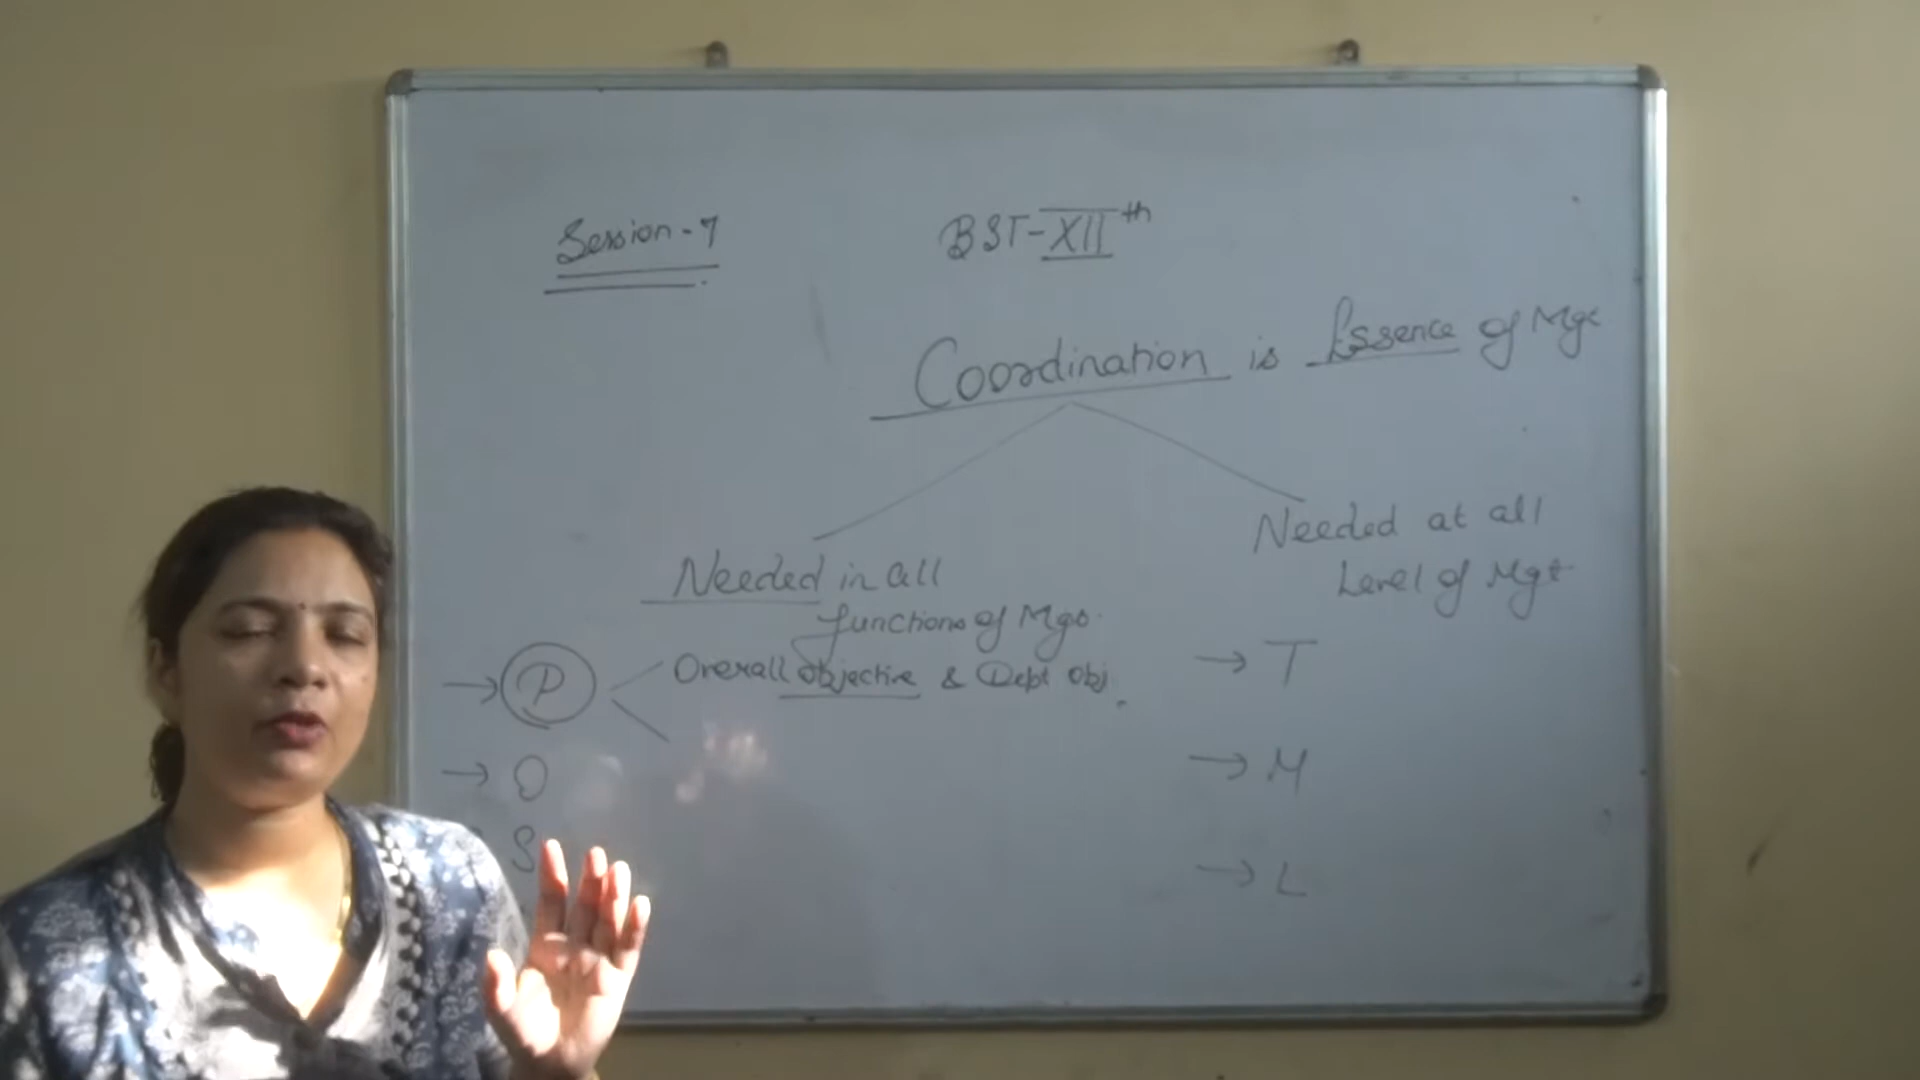 Session-7
BST-XIIth
Coordination is Essence of Mgt
Needed in all
functions of Mgt.
Needed at all
Level of Mgt
→ P
Overall objective & Dept obj.
→ O
S
→ T
→ M
→ L